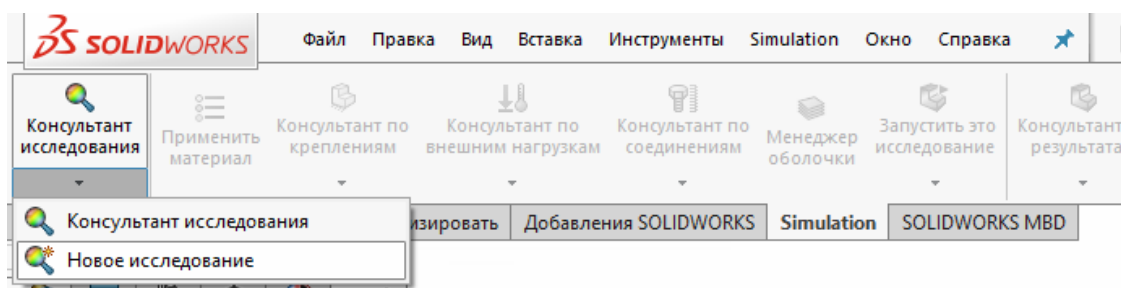 SOLIDWORKS Файл Правка Вид Вставка Инструменты Simulation Окно Справка
Консультант исследования
Применить материал
Консультант по креплениям
Консультант по внешним нагрузкам
Консультант по соединениям
Менеджер оболочки
Запустить это исследование
Консультант результата
Консультант исследования
изировать Добавления SOLIDWORKS Simulation SOLIDWORKS MBD
Новое исследование